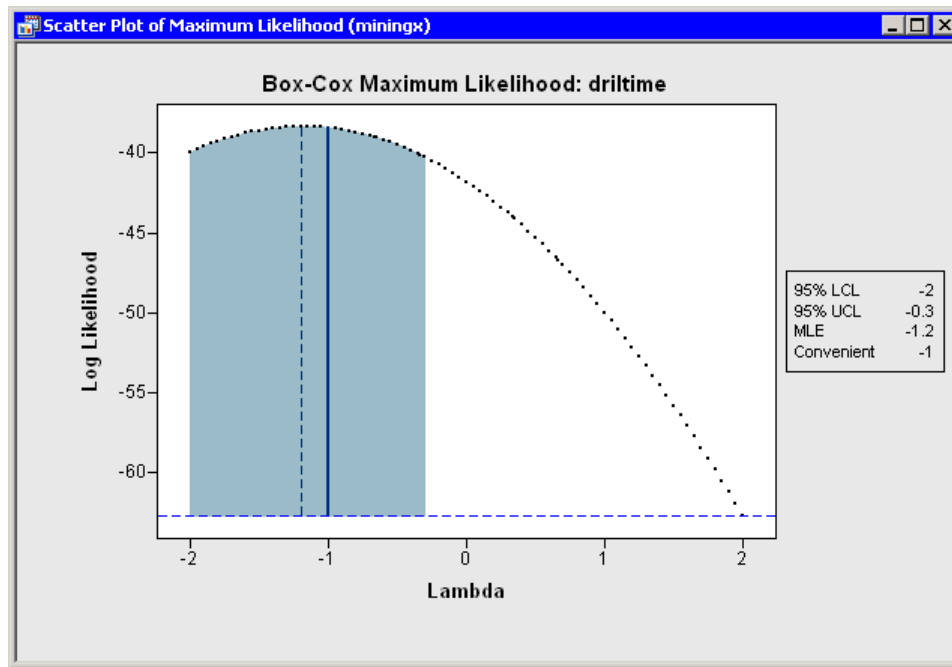 Scatter Plot of Maximum Likelihood (miningx)
Box-Cox Maximum Likelihood: driltime
Log Likelihood
-40
-45
-50
-55
-60
-2 -1 0 1 2
Lambda
95% LCL -2
95% UCL -0.3
MLE -1.2
Convenient -1